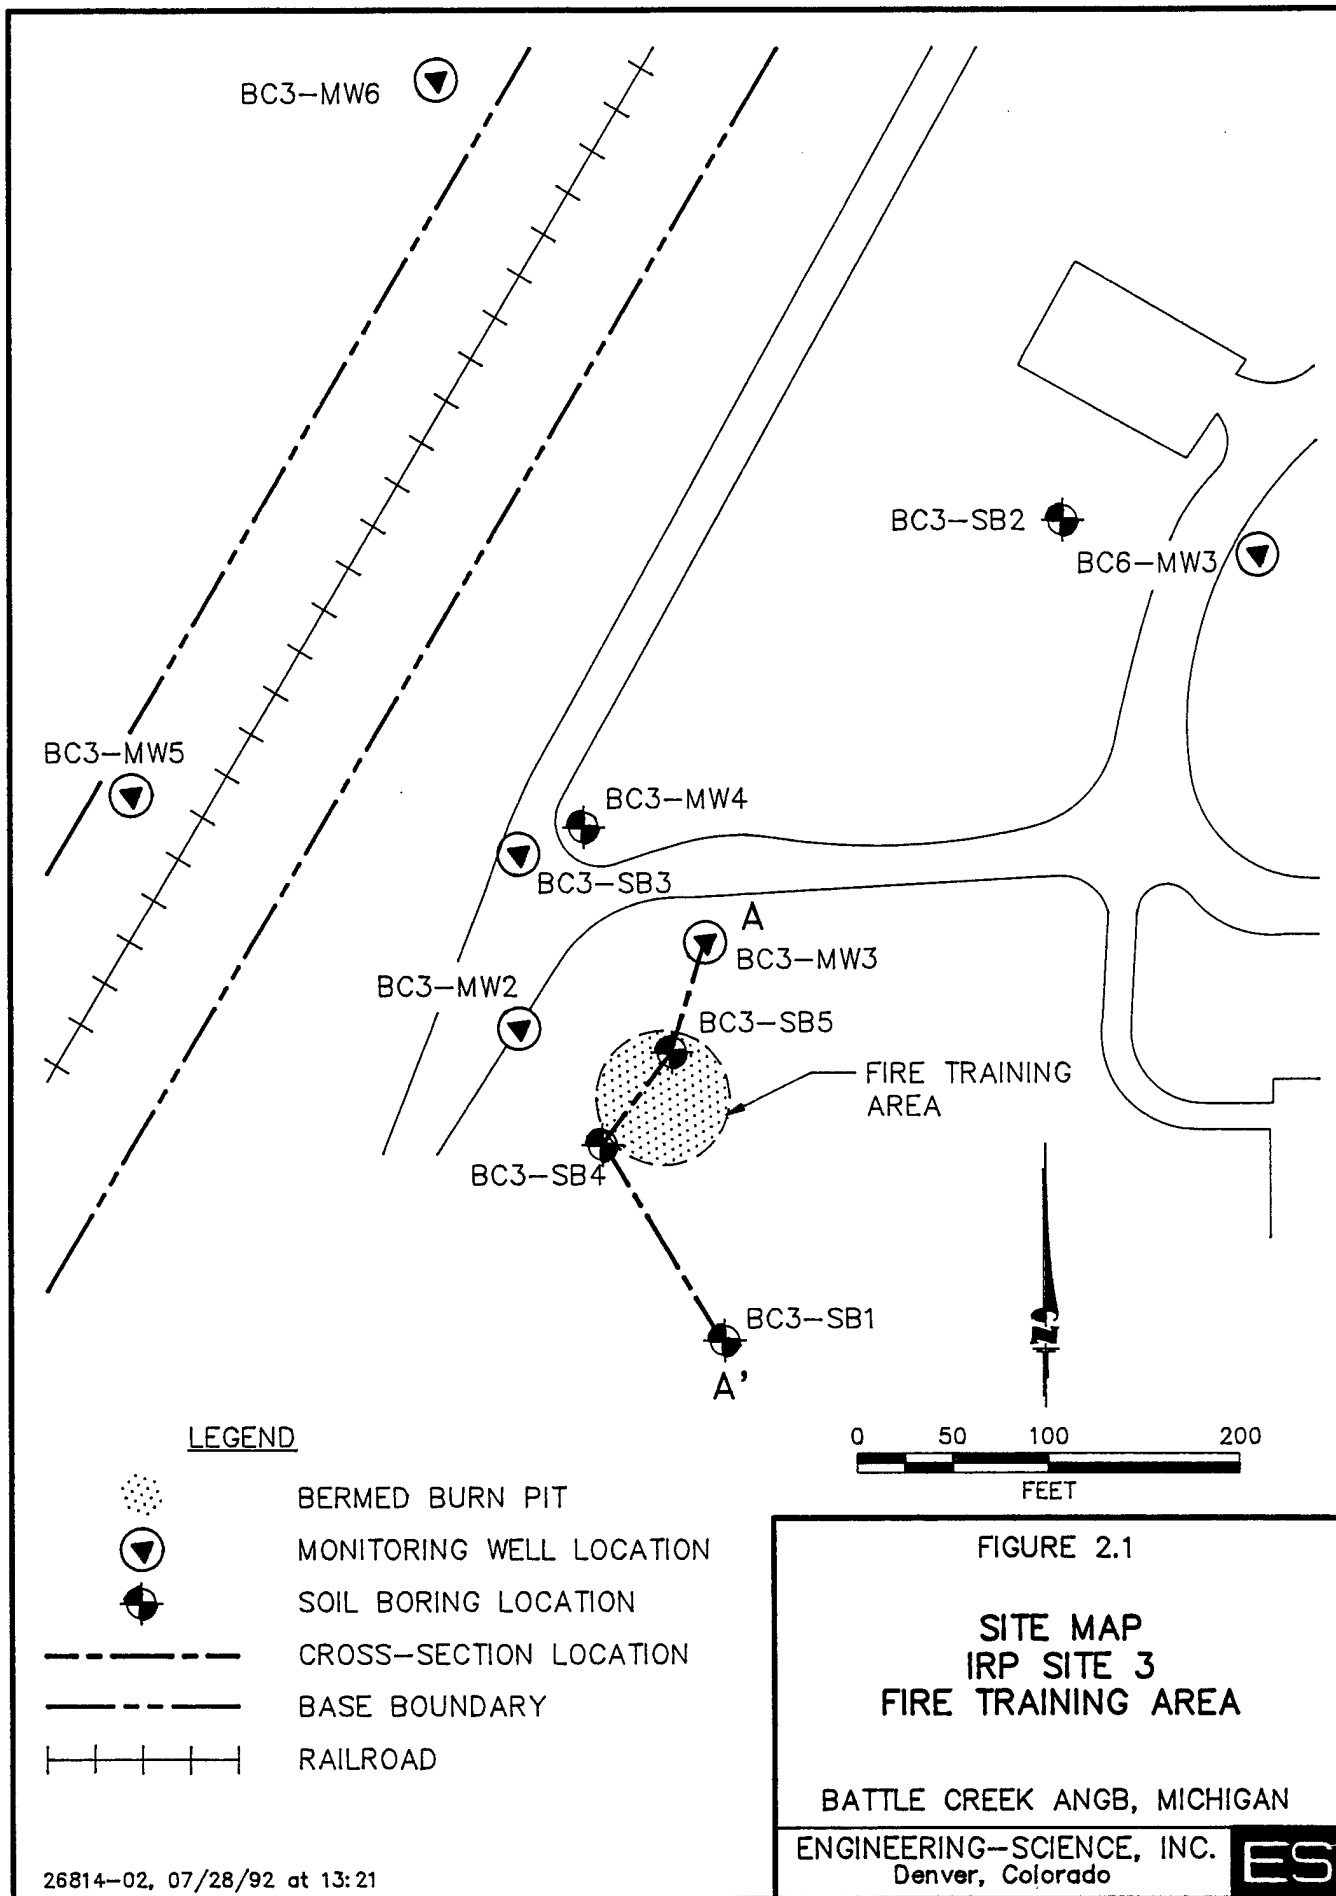 BC3-MW6
BC3-SB2
BC6-MW3
BC3-MW5
BC3-MW4
BC3-SB3
A
BC3-MW3
BC3-MW2
BC3-SB5
FIRE TRAINING
AREA
BC3-SB4
BC3-SB1
A'
N
0 50 100 200
FEET
LEGEND
BERMED BURN PIT
MONITORING WELL LOCATION
SOIL BORING LOCATION
CROSS-SECTION LOCATION
BASE BOUNDARY
RAILROAD
26814-02, 07/28/92 at 13:21
FIGURE 2.1
SITE MAP
IRP SITE 3
FIRE TRAINING AREA
BATTLE CREEK ANGB, MICHIGAN
ENGINEERING-SCIENCE, INC.
Denver, Colorado
ES